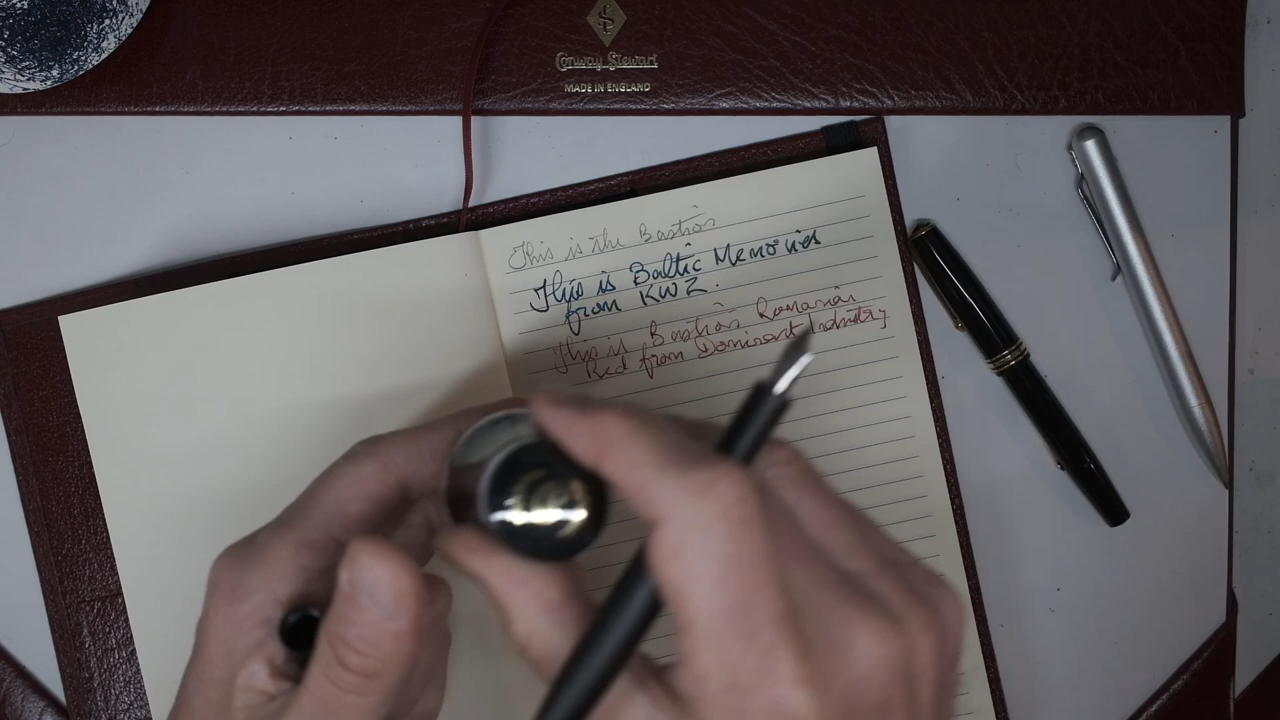 Conway Stewart
MADE IN ENGLAND
This is the Bastion
This is Baltic Memories
from KWZ.
This is Bastion Romanian
Red from Dominant Industry